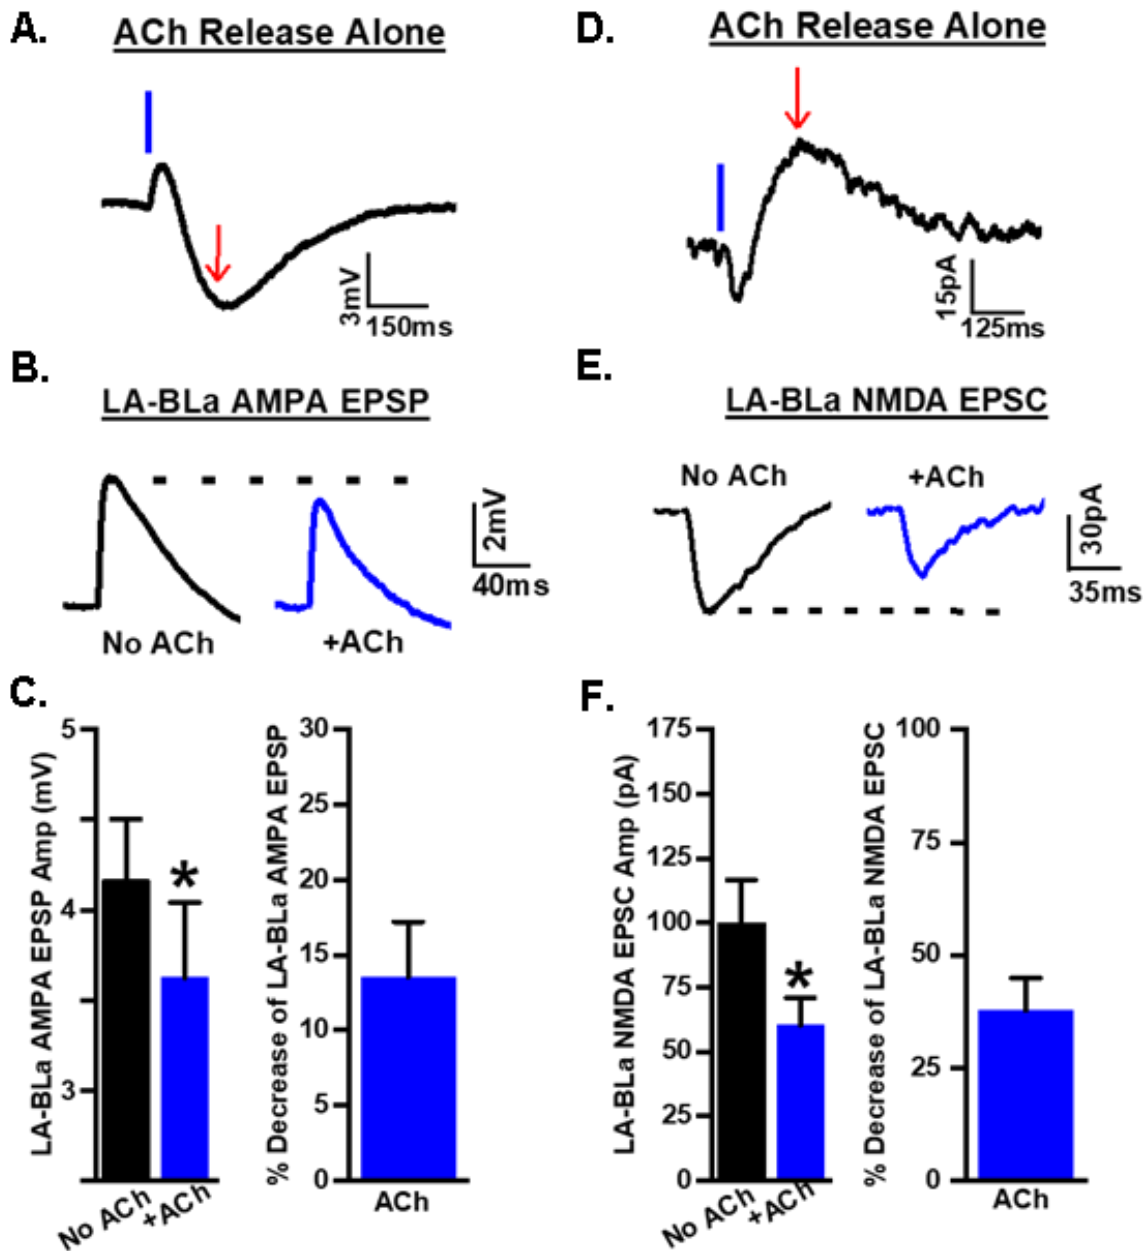 A.
ACh Release Alone
3mV
150ms
D.
ACh Release Alone
15pA
125ms
B.
LA-BLa AMPA EPSP
No ACh
+ACh
2mV
40ms
E.
LA-BLa NMDA EPSC
No ACh
+ACh
30pA
35ms
C.
LA-BLa AMPA EPSP Amp (mV)
5
4
3
*
No ACh
+ACh
% Decrease of LA-BLa AMPA EPSP
30
25
20
15
10
5
0
ACh
F.
LA-BLa NMDA EPSC Amp (pA)
175
150
125
100
75
50
25
0
*
No ACh
+ACh
% Decrease of LA-BLa NMDA EPSC
100
75
50
25
0
ACh